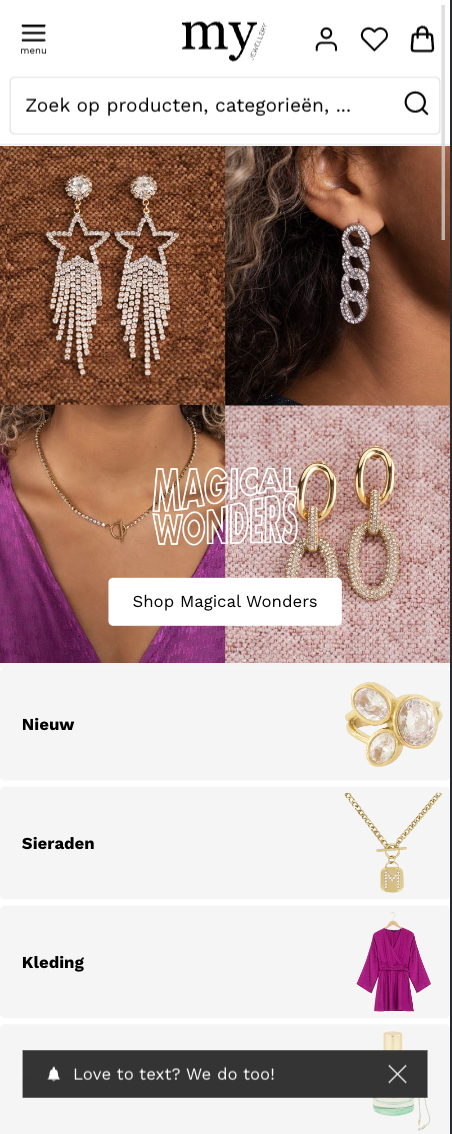 my
JEWELLERY
menu
Zoek op producten, categorieën, ...
MAGICAL
WONDERS
Shop Magical Wonders
Nieuw
Sieraden
M
Kleding
Love to text? We do too!